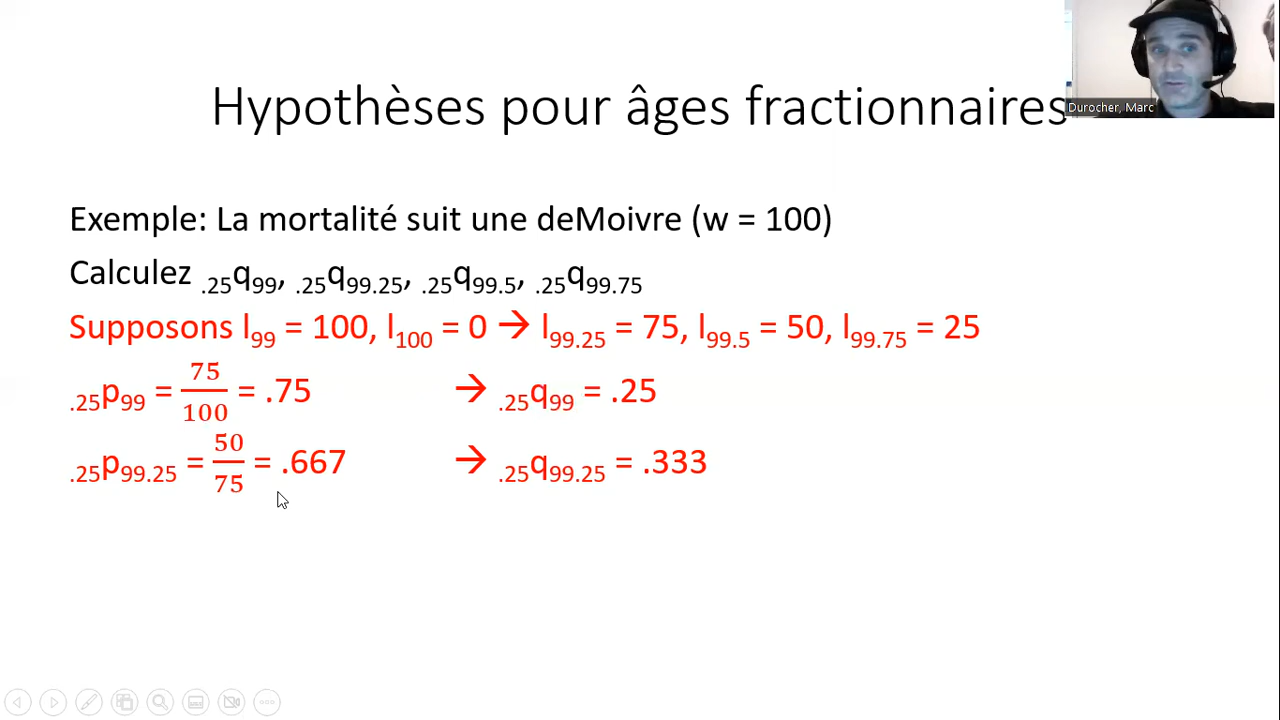 Hypothèses pour âges fractionnaires
Durocher, Marc
Exemple: La mortalité suit une deMoivre (w = 100)
Calculez .25q99, .25q99.25, .25q99.5, .25q99.75
Supposons l99 = 100, l100 = 0 → l99.25 = 75, l99.5 = 50, l99.75 = 25
.25p99 = 75/100 = .75 → .25q99 = .25
.25p99.25 = 50/75 = .667 → .25q99.25 = .333